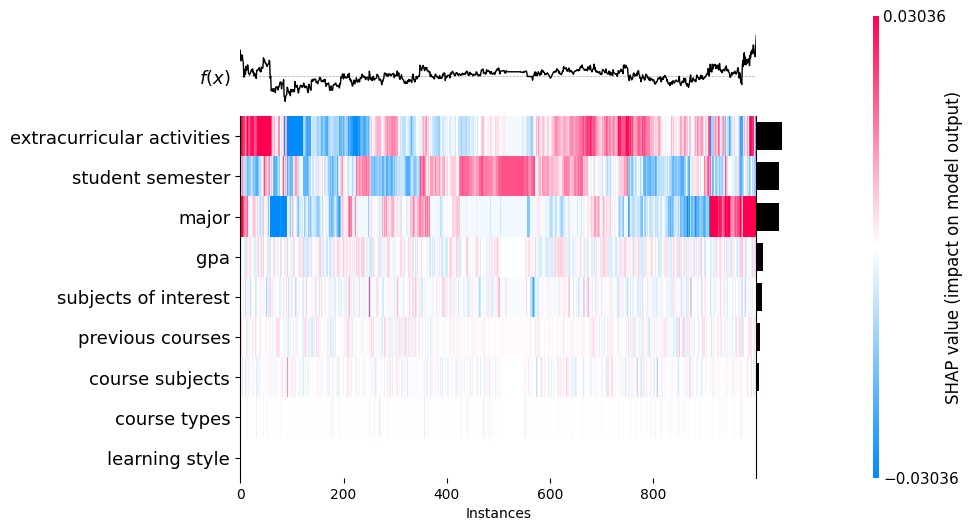 0.03036
f(x)
extracurricular activities
student semester
major
gpa
subjects of interest
previous courses
course subjects
course types
learning style
0 200 400 600 800
Instances
−0.03036
SHAP value (impact on model output)